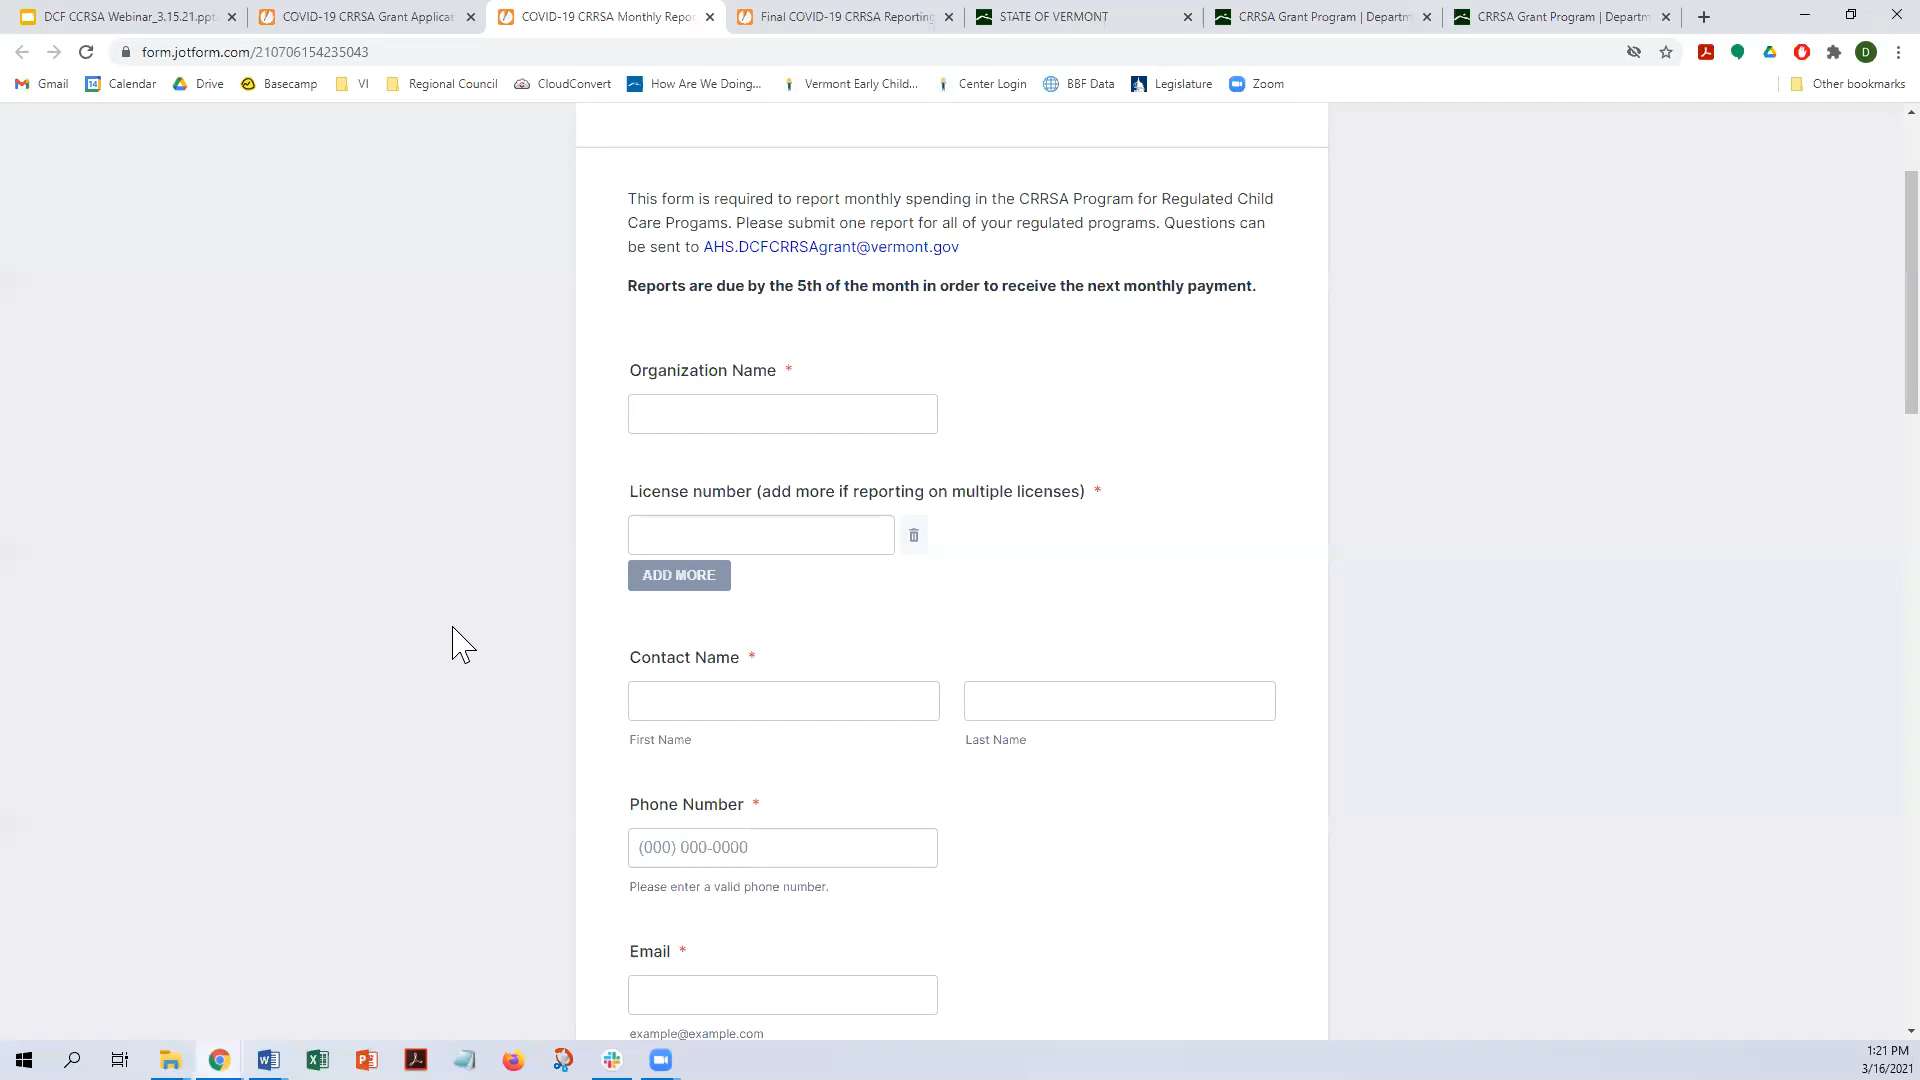 DCF CCRSA Webinar_3.15.21.ppt
COVID-19 CRRSA Grant Applicat
COVID-19 CRRSA Monthly Repor
Final COVID-19 CRRSA Reporting
STATE OF VERMONT
CRRSA Grant Program | Departm
CRRSA Grant Program | Departm
form.jotform.com/210706154235043
D
Gmail
14
Calendar
Drive
Basecamp
VI
Regional Council
CloudConvert
How Are We Doing...
Vermont Early Child...
Center Login
BBF Data
Legislature
Zoom
Other bookmarks
This form is required to report monthly spending in the CRRSA Program for Regulated Child
Care Progams. Please submit one report for all of your regulated programs. Questions can
be sent to AHS.DCFCRRSAgrant@vermont.gov
Reports are due by the 5th of the month in order to receive the next monthly payment.
Organization Name *
License number (add more if reporting on multiple licenses) *
ADD MORE
Contact Name *
First Name
Last Name
Phone Number *
(000) 000-0000
Please enter a valid phone number.
Email *
example@example.com
1:21 PM
3/16/2021